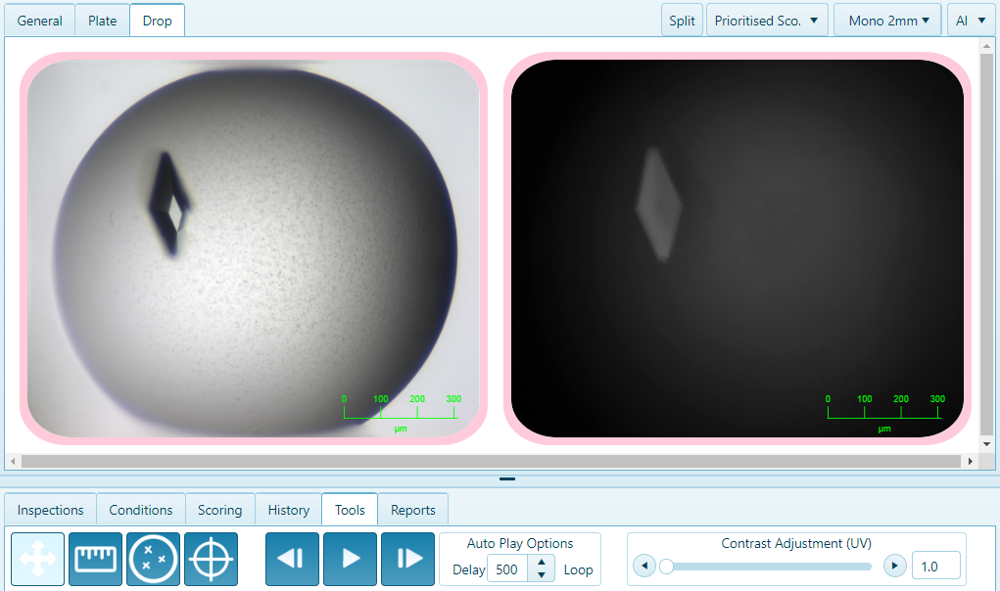 General Plate Drop Split Prioritised Sco. Mono 2mm AI
0 100 200 300
µm
0 100 200 300
µm
Inspections Conditions Scoring History Tools Reports
Auto Play Options
Delay 500 Loop
Contrast Adjustment (UV)
1.0